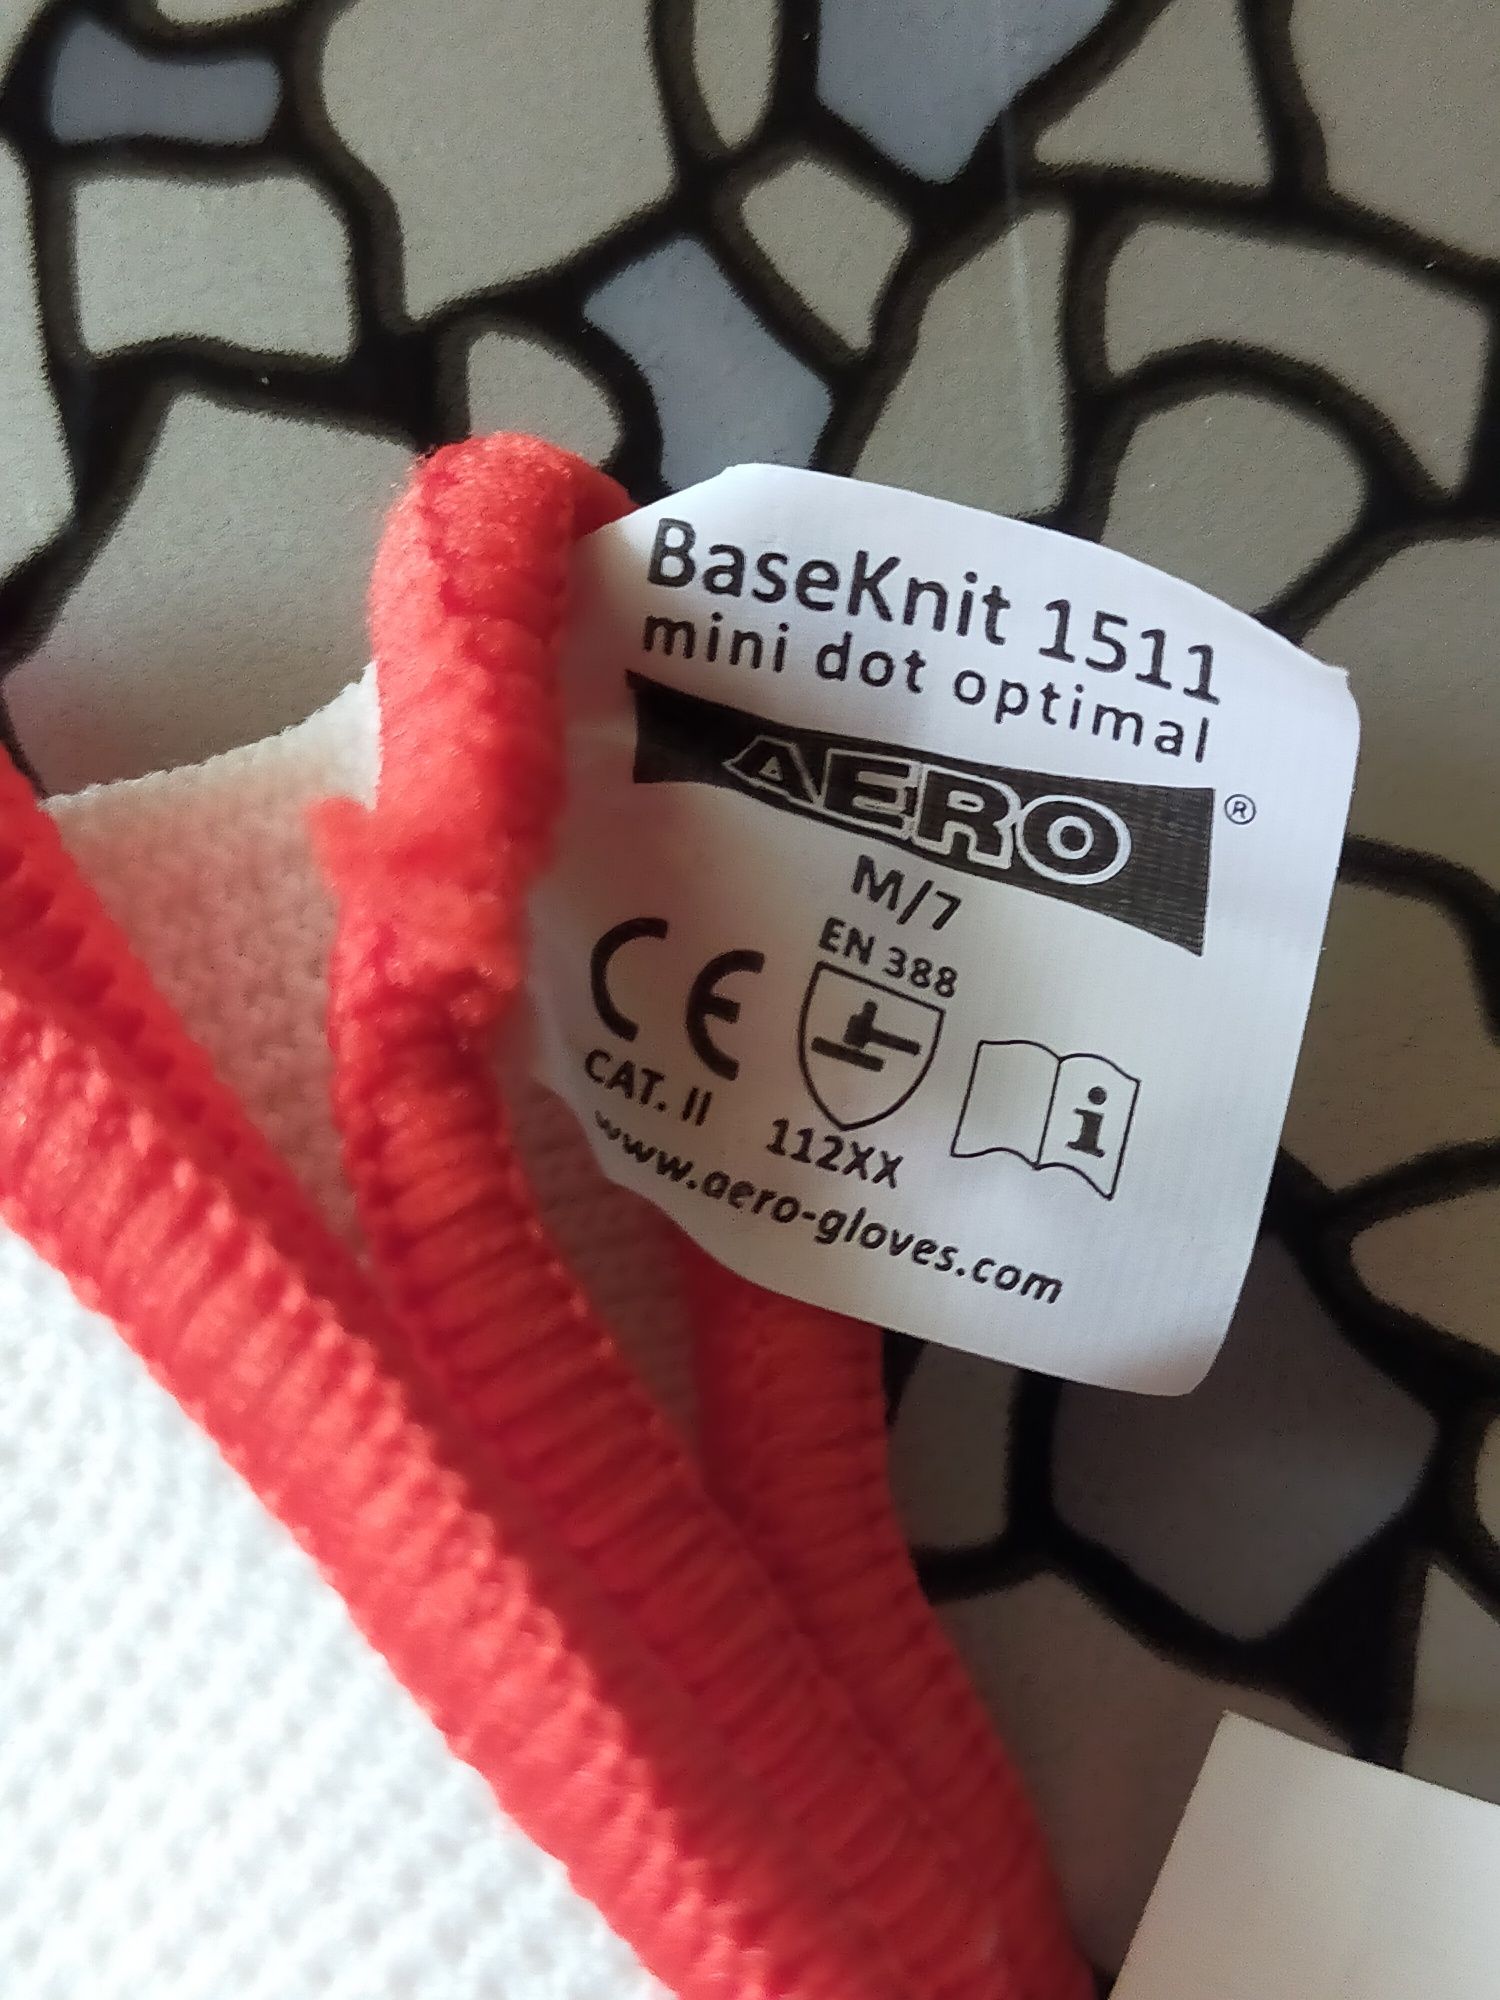 BaseKnit 1511
mini dot optimal
AERO ®
M/7
EN 388
CE
CAT. II
112XX
i
www.aero-gloves.com